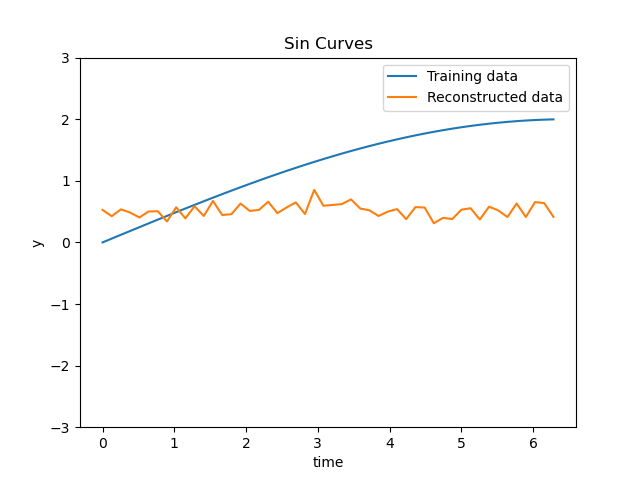 Sin Curves
Training data
Reconstructed data
3
2
1
0
−1
−2
−3
y
0 1 2 3 4 5 6
time